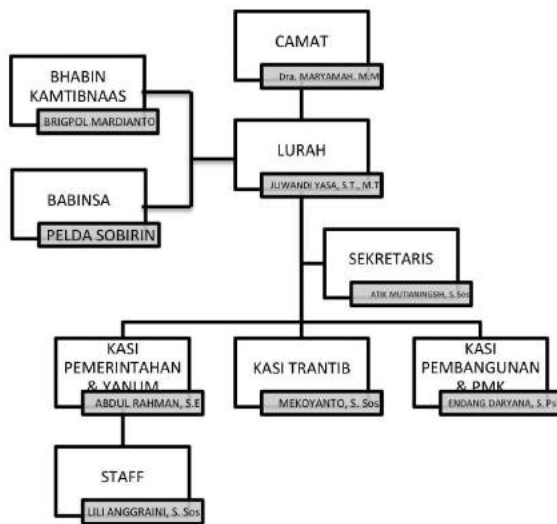 CAMAT
Dra. MARYAMAH. M.M
BHABIN
KAMTIBNAAS
BRIGPOL MARDIANTO
LURAH
JUWANDI YASA, S.T., M.T
BABINSA
PELDA SOBIRIN
SEKRETARIS
ATIK MUTIANINGSIH, S.Sos
KASI
PEMERINTAHAN
& YANUM
ABDUL RAHMAN, S.E
KASI TRANTIB
MEKOYANTO, S. Sos
KASI
PEMBANGUNAN
& PMK
ENDANG DARYANA, S. Ps
STAFF
LILI ANGGRAINI, S. Sos